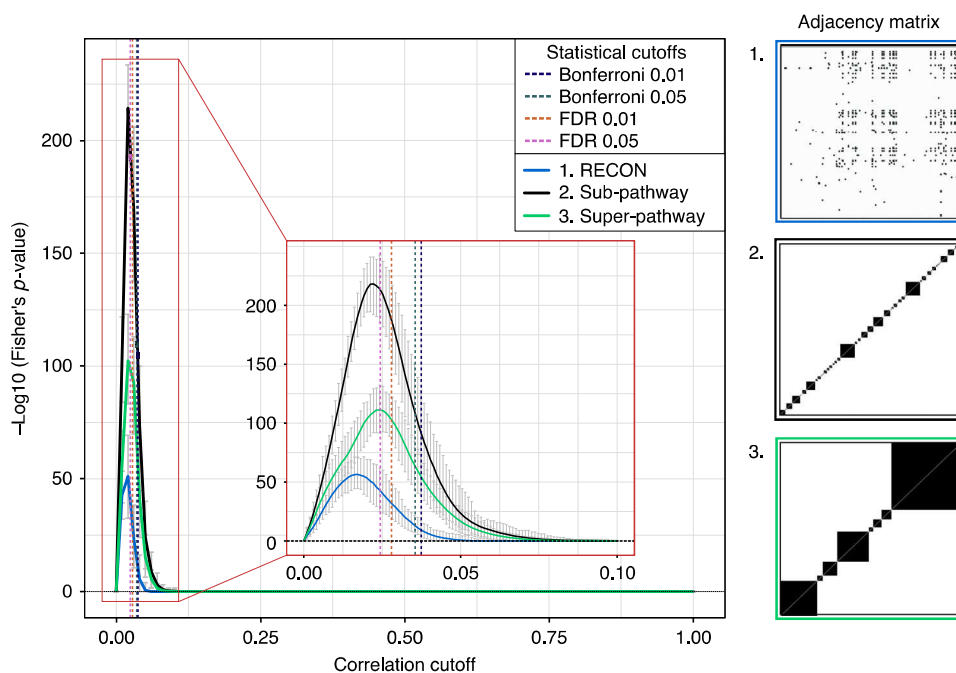 Adjacency matrix
Statistical cutoffs
Bonferroni 0.01
Bonferroni 0.05
FDR 0.01
FDR 0.05
1. RECON
2. Sub-pathway
3. Super-pathway
–Log10 (Fisher's p-value)
200
150
100
50
0
0.00
0.25
0.50
0.75
1.00
Correlation cutoff
200
150
100
50
0
0.00
0.05
0.10
1.
2.
3.